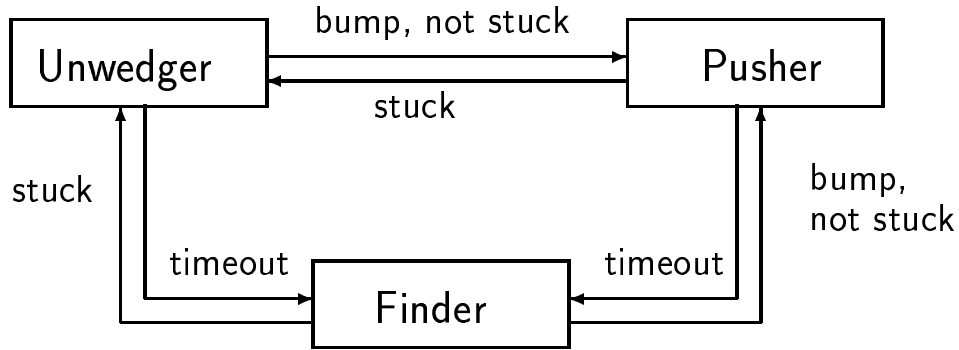 bump, not stuck
Unwedger
Pusher
stuck
stuck
bump,
not stuck
timeout
timeout
Finder